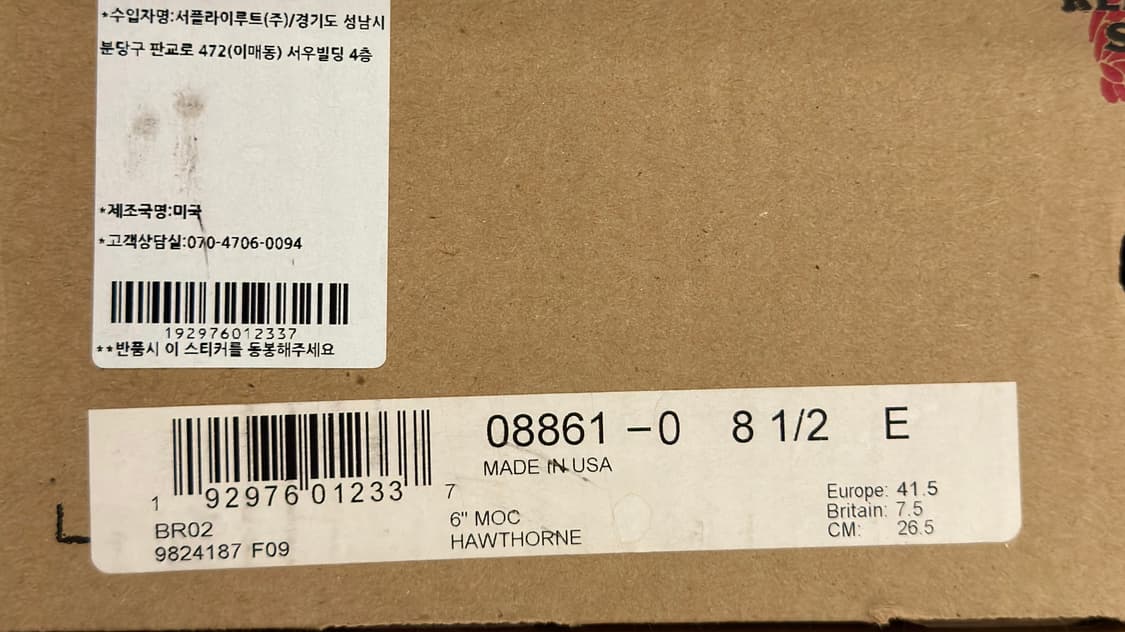 *수입자명:서플라이루트(주)/경기도 성남시
분당구 판교로 472(이매동) 서우빌딩 4층
*제조국명:미국
*고객상담실:070-4706-0094
192976012337
**반품시 이 스티커를 동봉해주세요
08861 -0 8 1/2 E
MADE IN USA
1 92976 01233 7
6" MOC
HAWTHORNE
BR02
9824187 F09
Europe: 41.5
Britain: 7.5
CM: 26.5